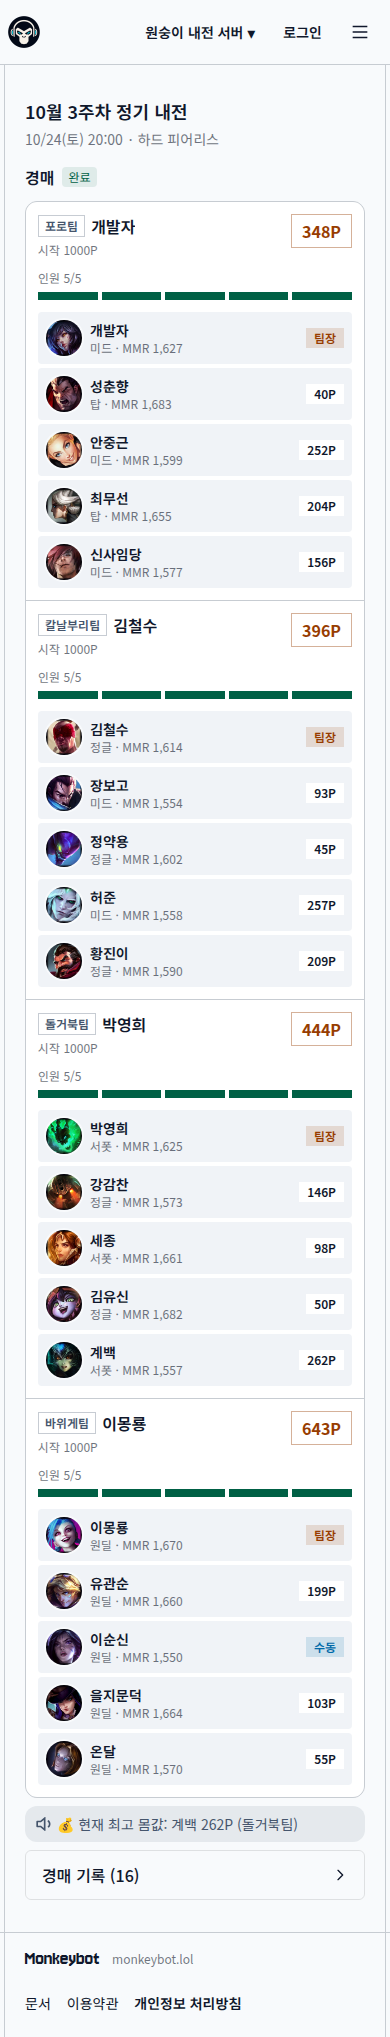 원숭이 내전 서버 ▾ 로그인
10월 3주차 정기 내전
10/24(토) 20:00 · 하드 피어리스
경매 완료
포로팀 개발자 348P
시작 1000P
인원 5/5
개발자 팀장
미드 · MMR 1,627
성춘향 40P
탑 · MMR 1,683
안중근 252P
미드 · MMR 1,599
최무선 204P
탑 · MMR 1,655
신사임당 156P
미드 · MMR 1,577
칼날부리팀 김철수 396P
시작 1000P
인원 5/5
김철수 팀장
정글 · MMR 1,614
장보고 93P
미드 · MMR 1,554
정약용 45P
정글 · MMR 1,602
허준 257P
미드 · MMR 1,558
황진이 209P
정글 · MMR 1,590
돌거북팀 박영희 444P
시작 1000P
인원 5/5
박영희 팀장
서폿 · MMR 1,625
강감찬 146P
정글 · MMR 1,573
세종 98P
서폿 · MMR 1,661
김유신 50P
정글 · MMR 1,682
계백 262P
서폿 · MMR 1,557
바위게팀 이몽룡 643P
시작 1000P
인원 5/5
이몽룡 팀장
원딜 · MMR 1,670
유관순 199P
원딜 · MMR 1,660
이순신 수동
원딜 · MMR 1,550
을지문덕 103P
원딜 · MMR 1,664
온달 55P
원딜 · MMR 1,570
💰 현재 최고 몸값: 계백 262P (돌거북팀)
경매 기록 (16)
Monkeybot monkeybot.lol
문서 이용약관 개인정보 처리방침